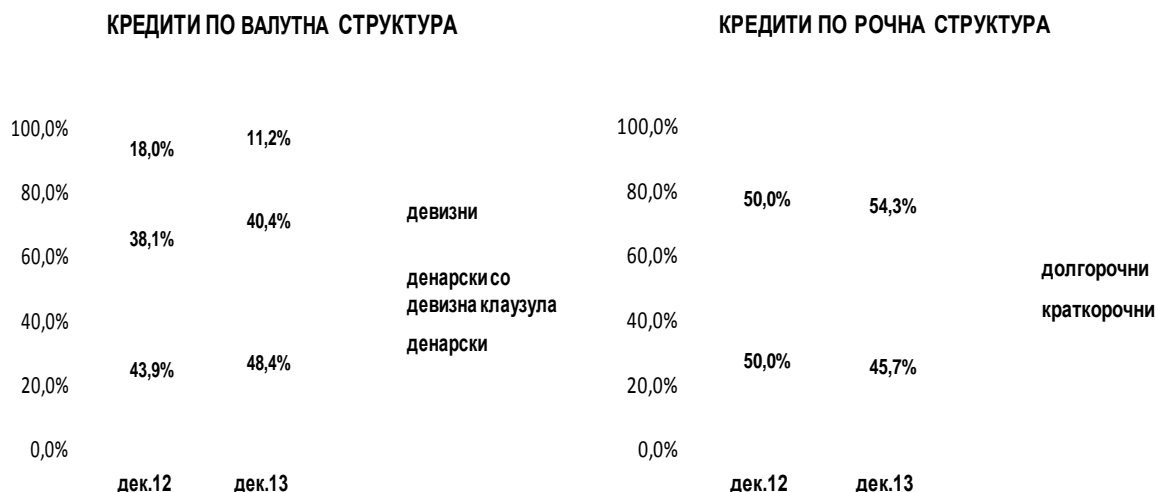 КРЕДИТИ ПО ВАЛУТНА СТРУКТУРА
100,0%
80,0%
60,0%
40,0%
20,0%
0,0%
18,0%
11,2%
38,1%
40,4%
43,9%
48,4%
дек.12
дек.13
девизни
денарски со
девизна клаузула
денарски
КРЕДИТИ ПО РОЧНА СТРУКТУРА
100,0%
80,0%
60,0%
40,0%
20,0%
0,0%
50,0%
54,3%
50,0%
45,7%
дек.12
дек.13
долгорочни
краткорочни